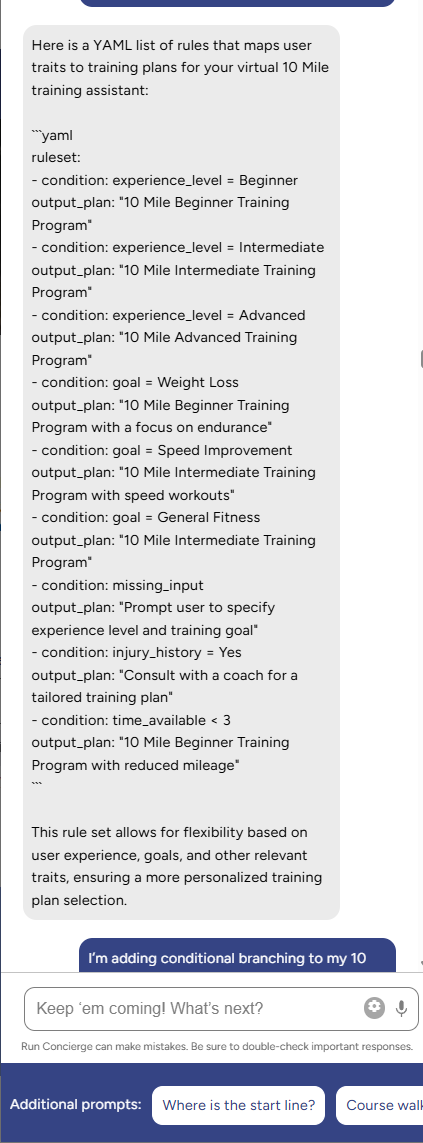 Here is a YAML list of rules that maps user
traits to training plans for your virtual 10 Mile
training assistant:
```yaml
ruleset:
- condition: experience_level = Beginner
output_plan: "10 Mile Beginner Training
Program"
- condition: experience_level = Intermediate
output_plan: "10 Mile Intermediate Training
Program"
- condition: experience_level = Advanced
output_plan: "10 Mile Advanced Training
Program"
- condition: goal = Weight Loss
output_plan: "10 Mile Beginner Training
Program with a focus on endurance"
- condition: goal = Speed Improvement
output_plan: "10 Mile Intermediate Training
Program with speed workouts"
- condition: goal = General Fitness
output_plan: "10 Mile Intermediate Training
Program"
- condition: missing_input
output_plan: "Prompt user to specify
experience level and training goal"
- condition: injury_history = Yes
output_plan: "Consult with a coach for a
tailored training plan"
- condition: time_available < 3
output_plan: "10 Mile Beginner Training
Program with reduced mileage"
```
This rule set allows for flexibility based on
user experience, goals, and other relevant
traits, ensuring a more personalized training
plan selection.
I'm adding conditional branching to my 10
Keep 'em coming! What's next?
Run Concierge can make mistakes. Be sure to double-check important responses.
Additional prompts: Where is the start line? Course